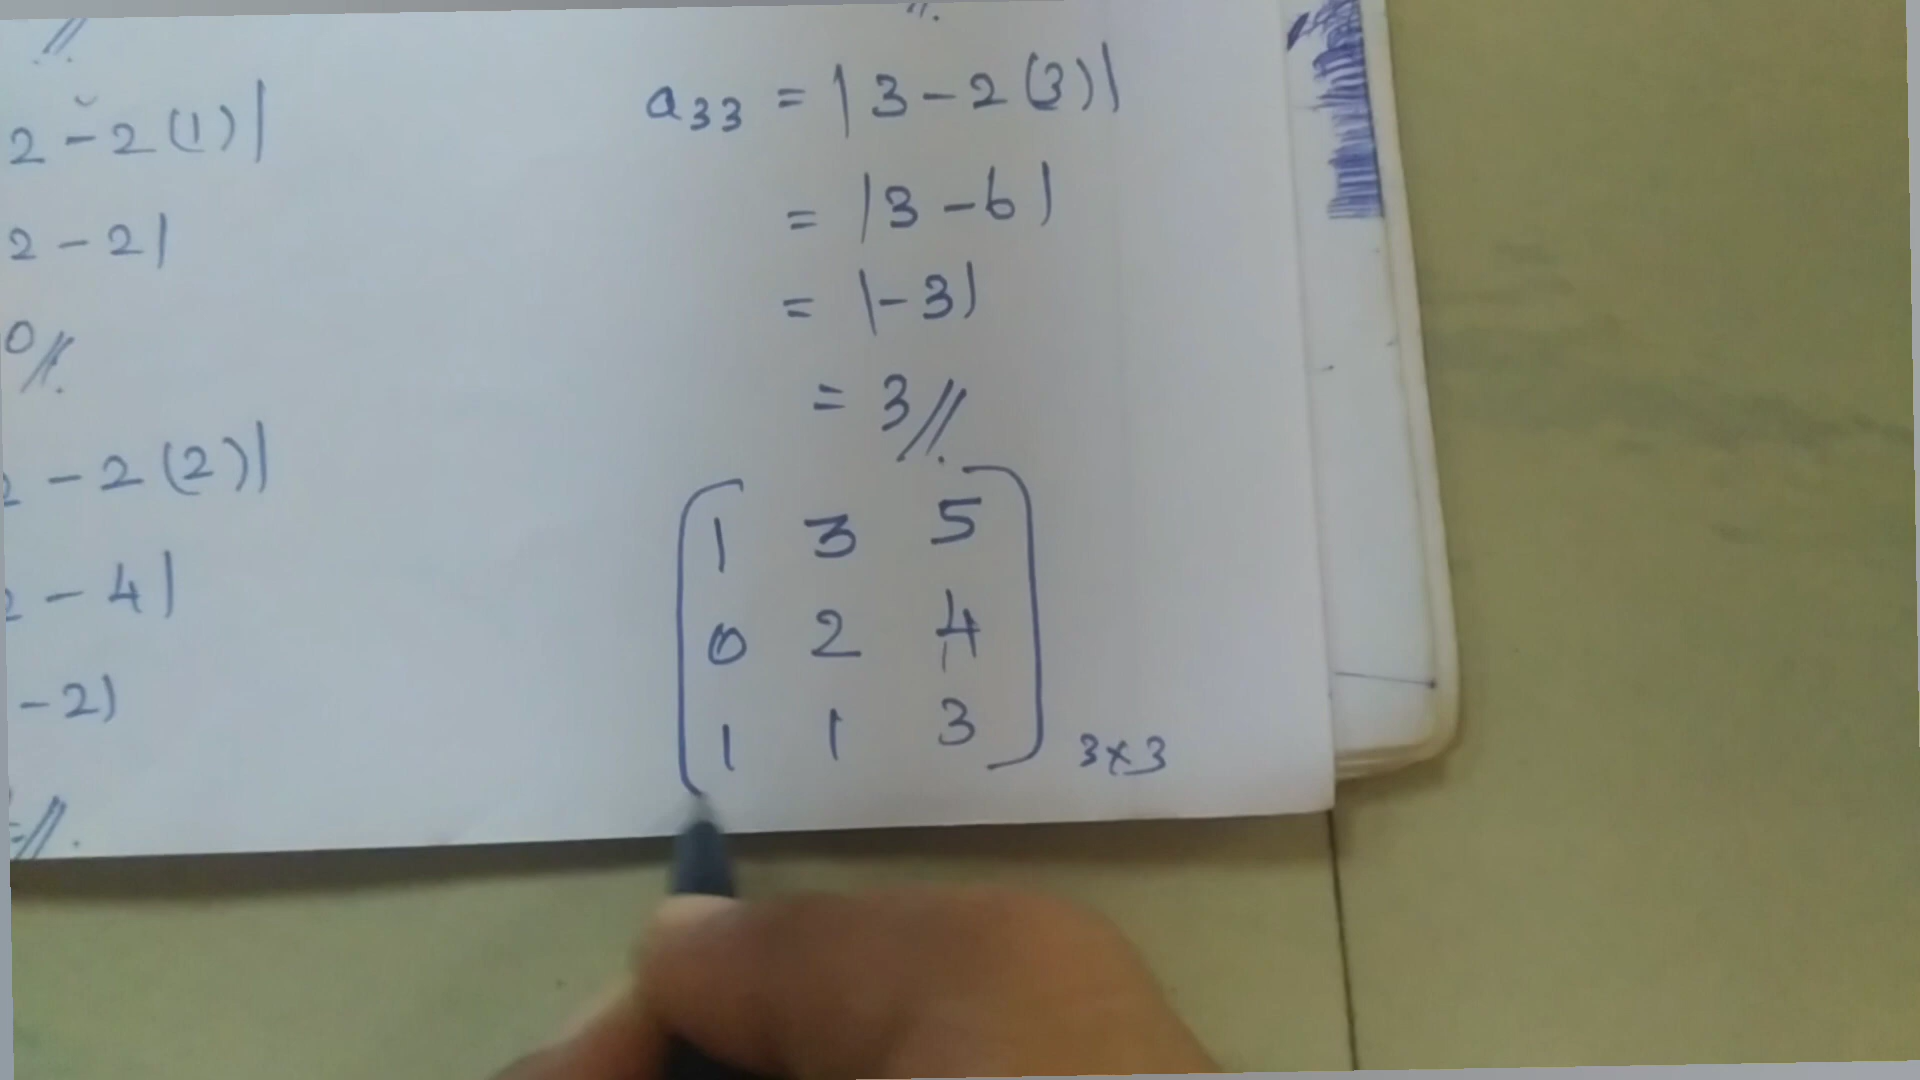 2 - 2 (1) |
2 - 2 |
0 //.
- 2 (2) |
- 4 |
- 2 |
= //.
a₃₃ = | 3 - 2 (3) |
= | 3 - 6 |
= | - 3 |
= 3 //.
1 3 5
0 2 4
1 1 3
3×3